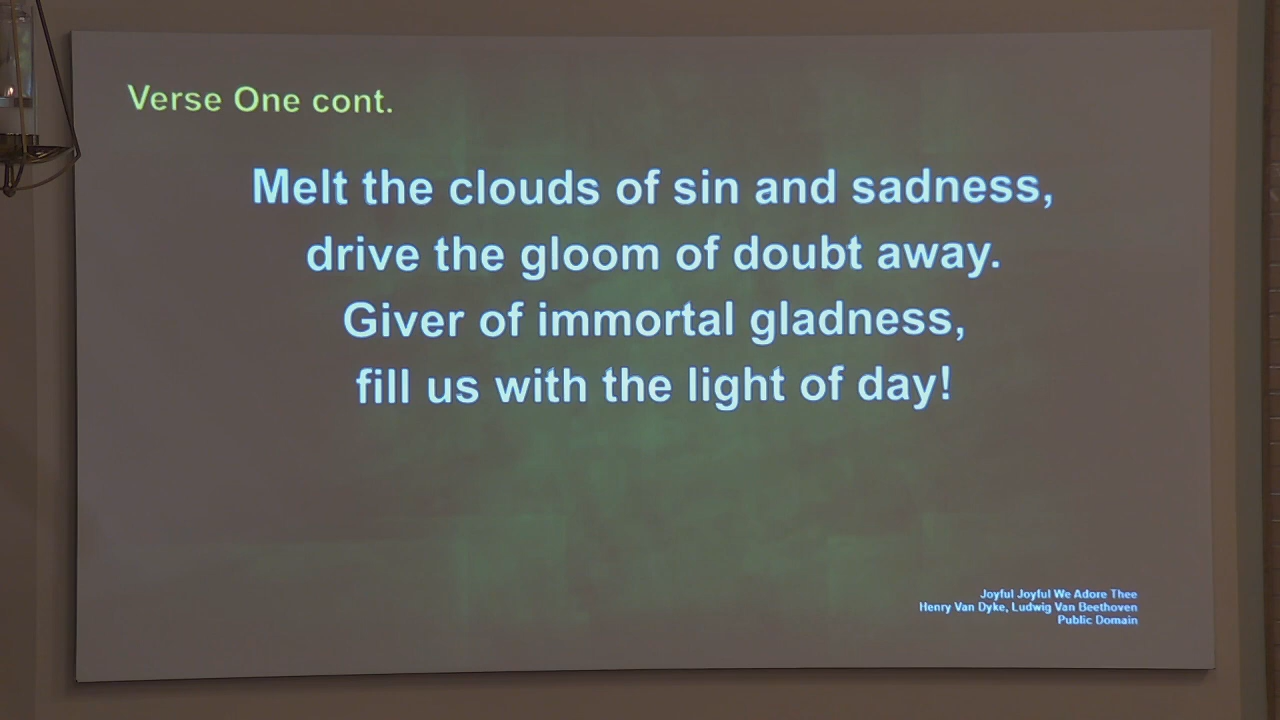 Verse One cont.
Melt the clouds of sin and sadness,
drive the gloom of doubt away.
Giver of immortal gladness,
fill us with the light of day!
Joyful Joyful We Adore Thee
Henry Van Dyke, Ludwig Van Beethoven
Public Domain